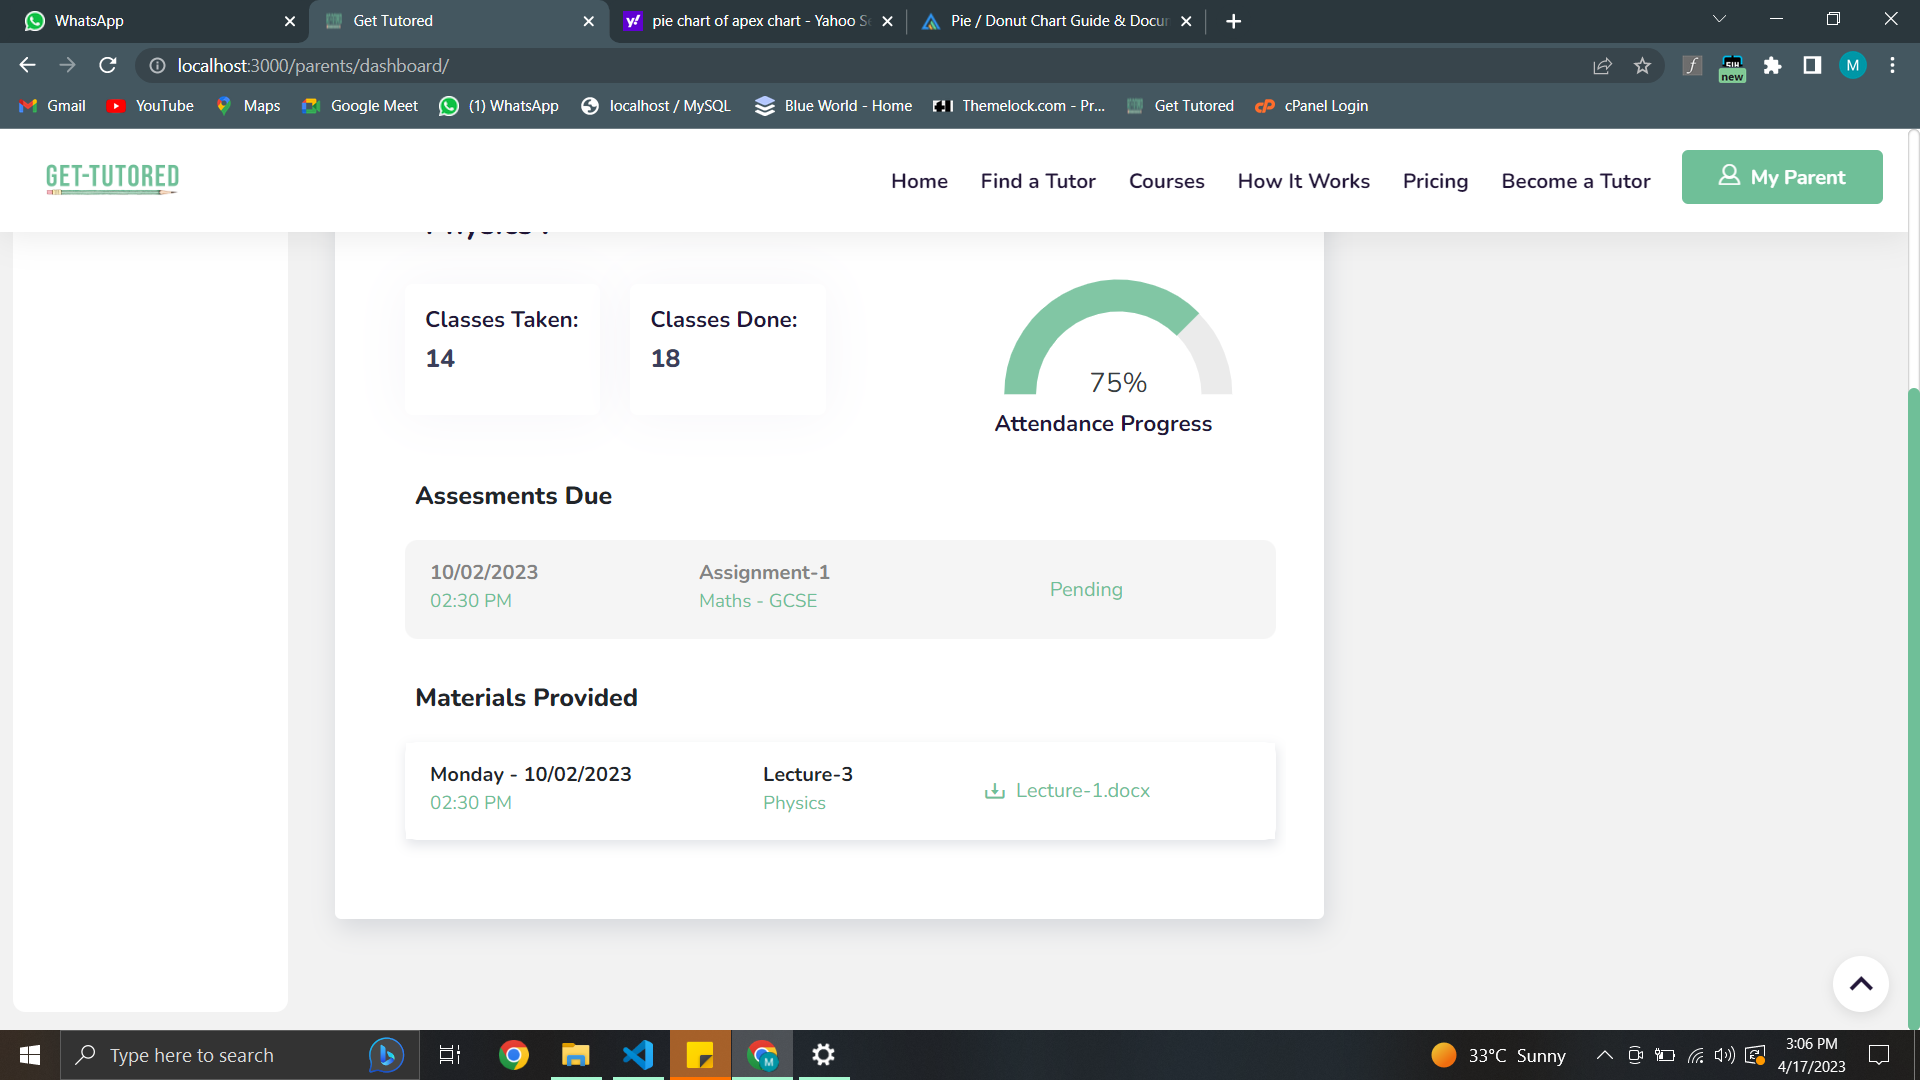 WhatsApp
Get Tutored
pie chart of apex chart - Yahoo Se
Pie / Donut Chart Guide & Docum
localhost:3000/parents/dashboard/
new
M
Gmail
YouTube
Maps
Google Meet
(1) WhatsApp
localhost / MySQL
Blue World - Home
Themelock.com - Pr...
Get Tutored
cPanel Login
GET-TUTORED
Home
Find a Tutor
Courses
How It Works
Pricing
Become a Tutor
My Parent
Classes Taken:
14
Classes Done:
18
75%
Attendance Progress
Assesments Due
10/02/2023
02:30 PM
Assignment-1
Maths - GCSE
Pending
Materials Provided
Monday - 10/02/2023
02:30 PM
Lecture-3
Physics
Lecture-1.docx
Type here to search
33°C Sunny
3:06 PM
4/17/2023